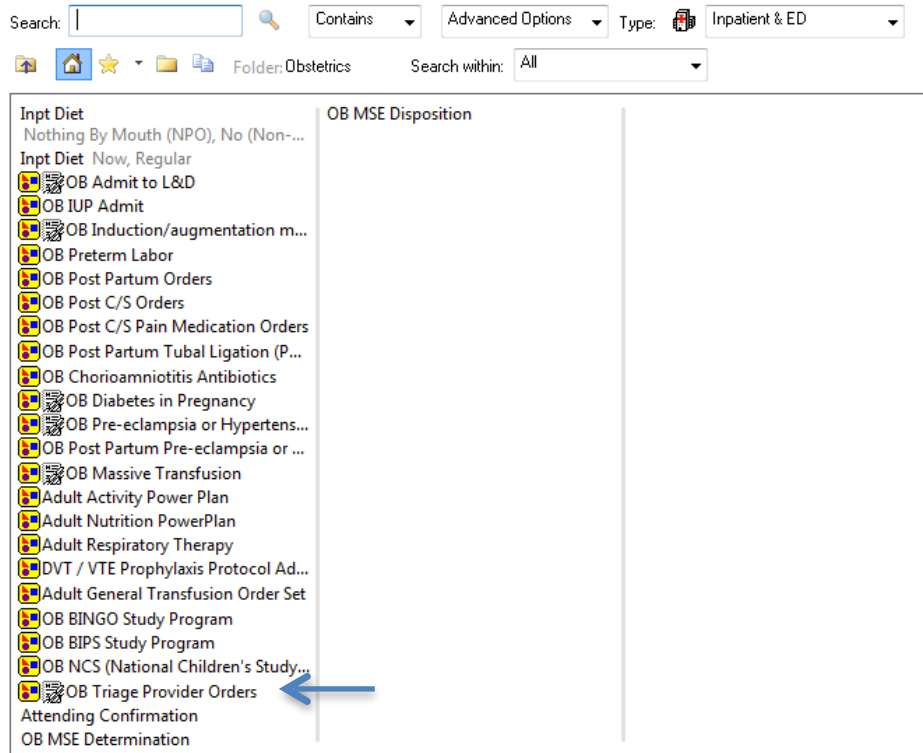 Search: Contains Advanced Options Type: Inpatient & ED
Folder: Obstetrics Search within: All
Inpt Diet
Nothing By Mouth (NPO), No (Non-...
Inpt Diet Now, Regular
OB Admit to L&D
OB IUP Admit
OB Induction/augmentation m...
OB Preterm Labor
OB Post Partum Orders
OB Post C/S Orders
OB Post C/S Pain Medication Orders
OB Post Partum Tubal Ligation (P...
OB Chorioamniotitis Antibiotics
OB Diabetes in Pregnancy
OB Pre-eclampsia or Hypertens...
OB Post Partum Pre-eclampsia or ...
OB Massive Transfusion
Adult Activity Power Plan
Adult Nutrition PowerPlan
Adult Respiratory Therapy
DVT / VTE Prophylaxis Protocol Ad...
Adult General Transfusion Order Set
OB BINGO Study Program
OB BIPS Study Program
OB NCS (National Children's Study...
OB Triage Provider Orders
Attending Confirmation
OB MSE Determination
OB MSE Disposition